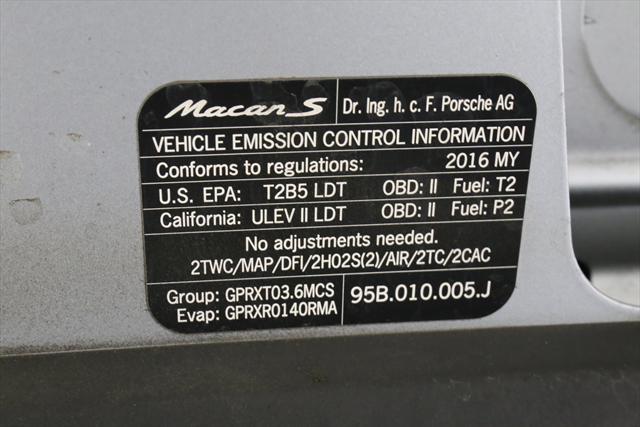 Macan S Dr. Ing. h. c. F. Porsche AG
VEHICLE EMISSION CONTROL INFORMATION
Conforms to regulations: 2016 MY
U.S. EPA: T2B5 LDT OBD: II Fuel: T2
California: ULEV II LDT OBD: II Fuel: P2
No adjustments needed.
2TWC/MAP/DFI/2HO2S(2)/AIR/2TC/2CAC
Group: GPRXT03.6MCS 95B.010.005.J
Evap: GPRXR0140RMA